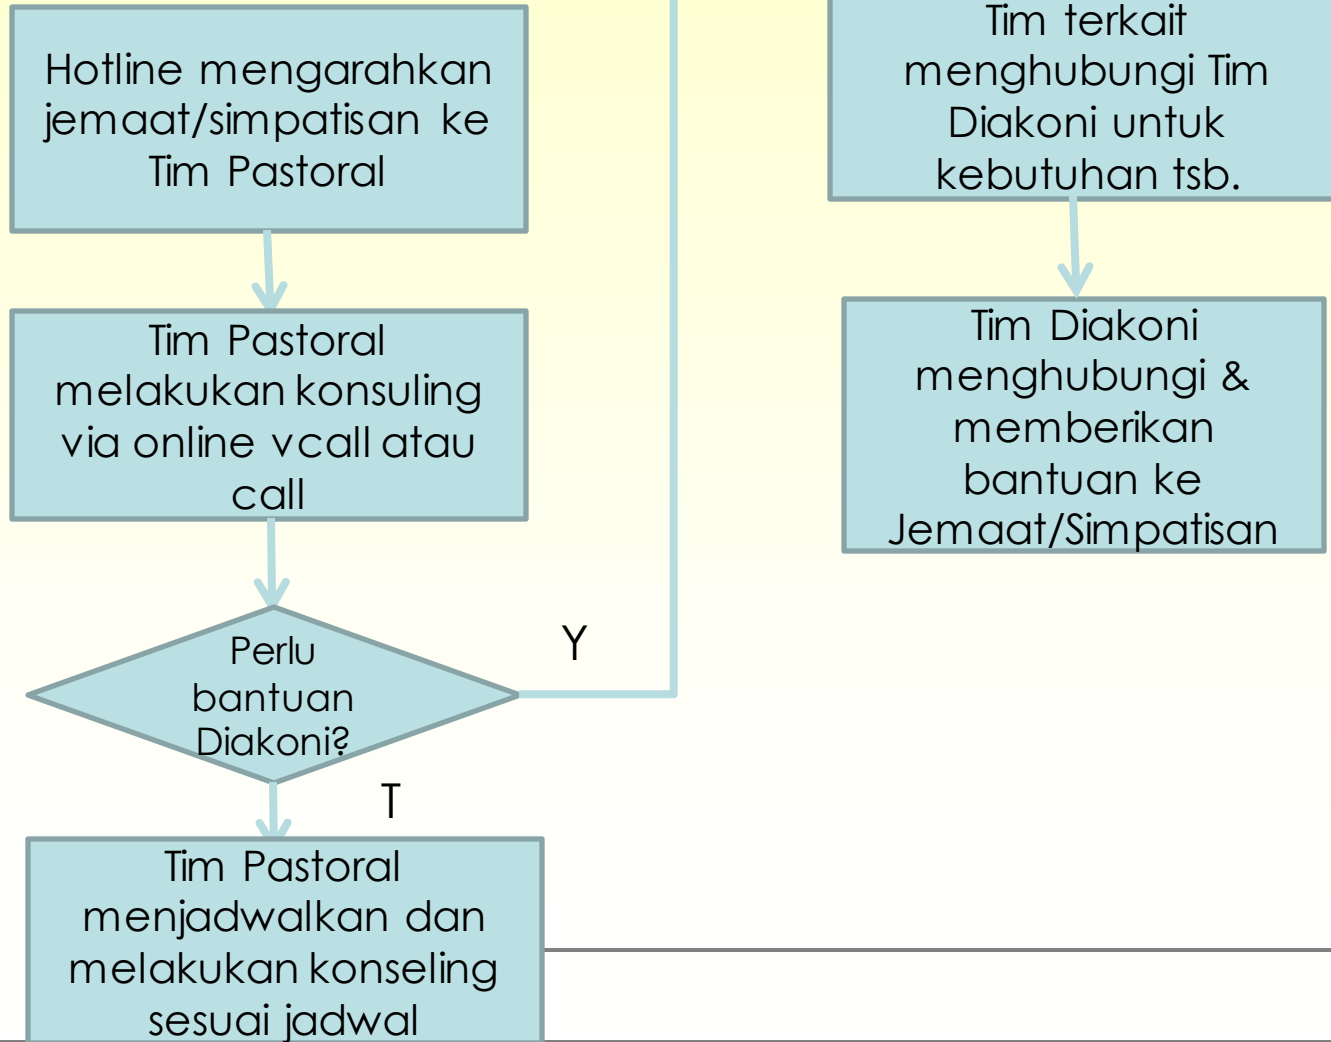 Hotline mengarahkan
jemaat/simpatisan ke
Tim Pastoral
Tim Pastoral
melakukan konsuling
via online vcall atau
call
Perlu
bantuan
Diakoni?
Y
T
Tim Pastoral
menjadwalkan dan
melakukan konseling
sesuai jadwal
Tim terkait
menghubungi Tim
Diakoni untuk
kebutuhan tsb.
Tim Diakoni
menghubungi &
memberikan
bantuan ke
Jemaat/Simpatisan